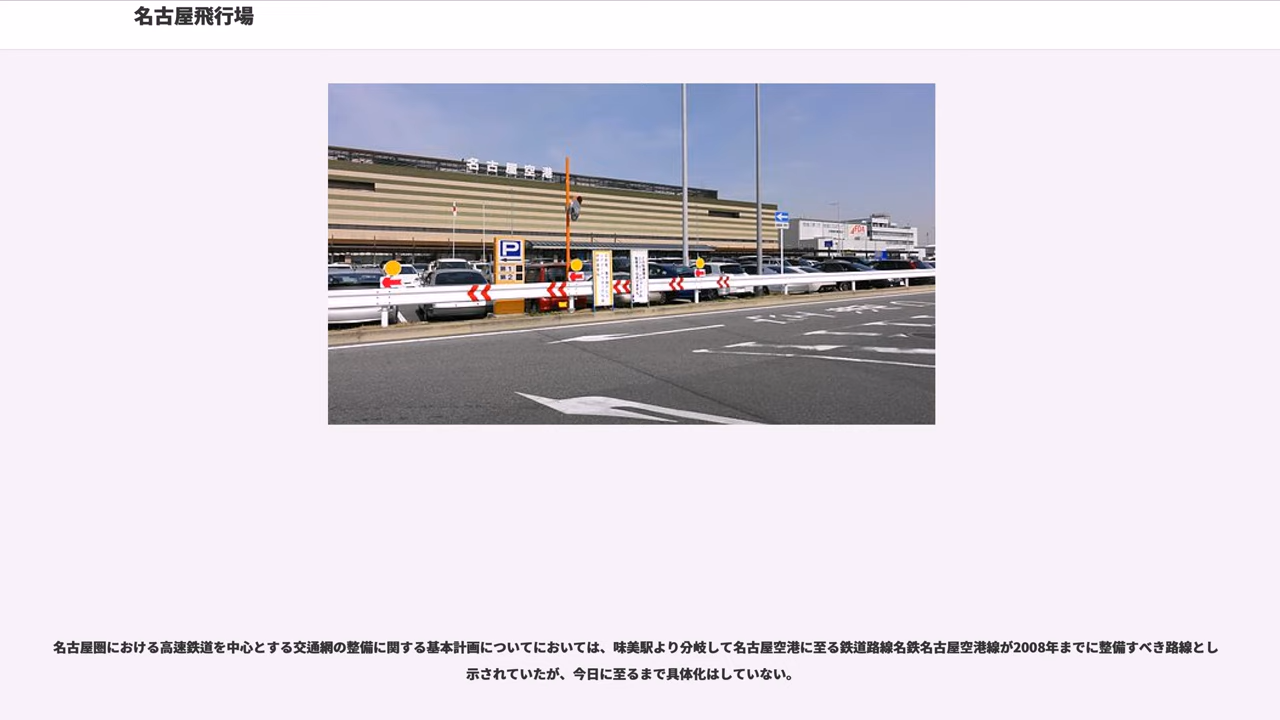 名古屋飛行場
名古屋空港
FDA
P
名古屋圏における高速鉄道を中心とする交通網の整備に関する基本計画についてにおいては、味美駅より分岐して名古屋空港に至る鉄道路線名鉄名古屋空港線が2008年までに整備すべき路線とし
示されていたが、今日に至るまで具体化はしていない。